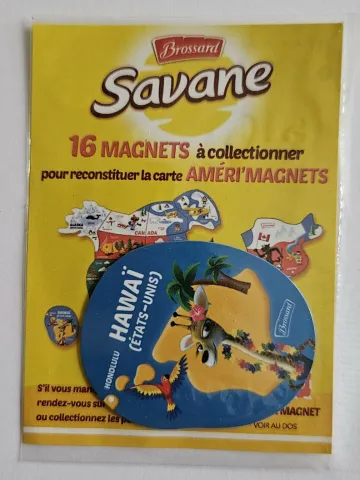 Brossard
Savane
16 MAGNETS à collectionner
pour reconstituer la carte AMÉRI'MAGNETS
CANADA
HONOLULU
HAWAÏ
(ÉTATS-UNIS)
Brossard
S'il vous man
rendez-vous sur
ou collectionnez les p
MAGNET
VOIR AU DOS